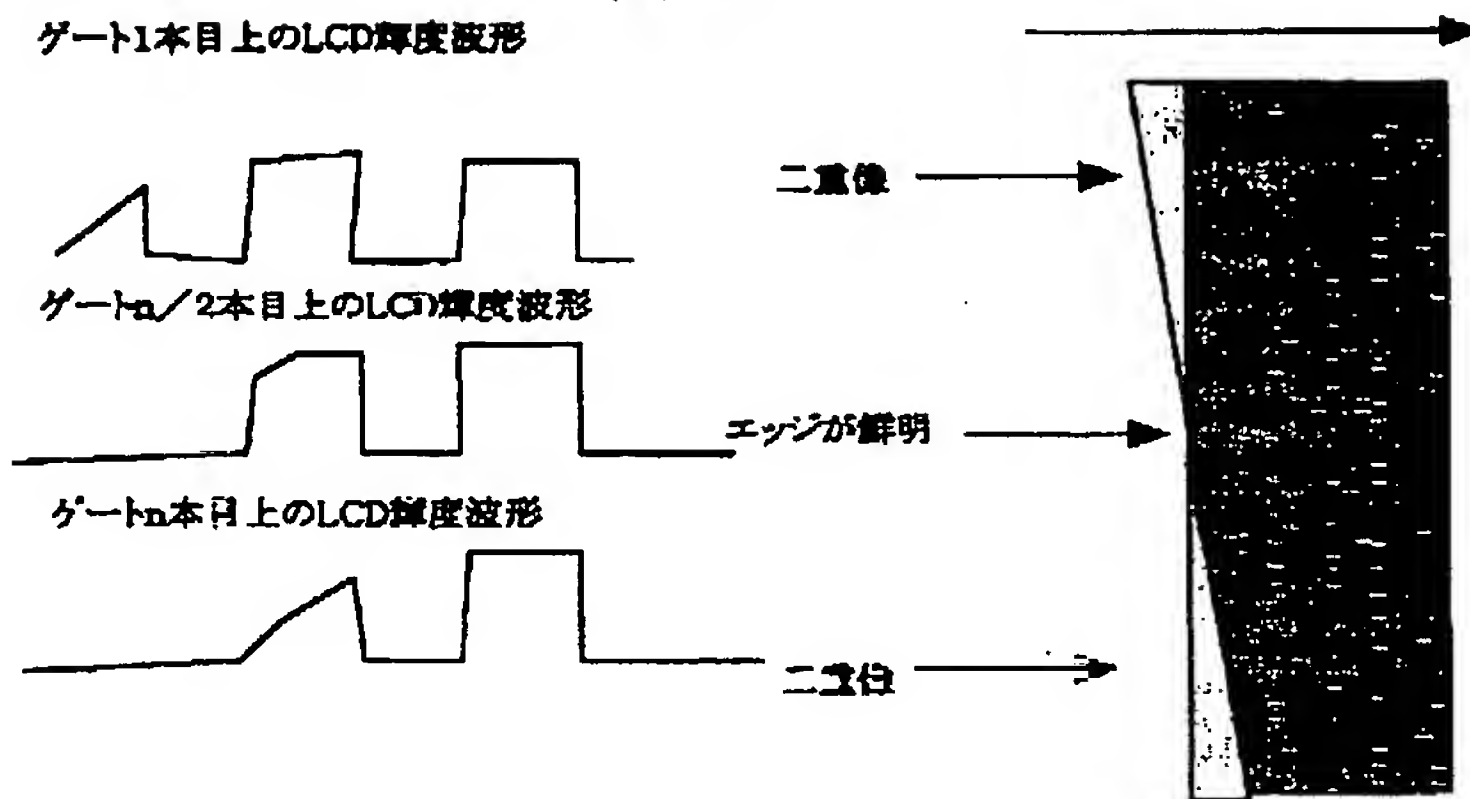 ゲート1本目上のLCD輝度波形
二重像
ゲートn/2本目上のLCD輝度波形
エッジが鮮明
ゲートn本目上のLCD輝度波形
二重像